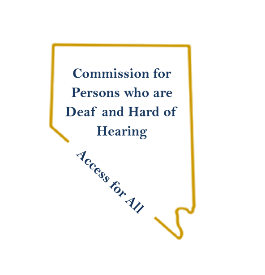 Commission for
Persons who are
Deaf and Hard of
Hearing
Access for All